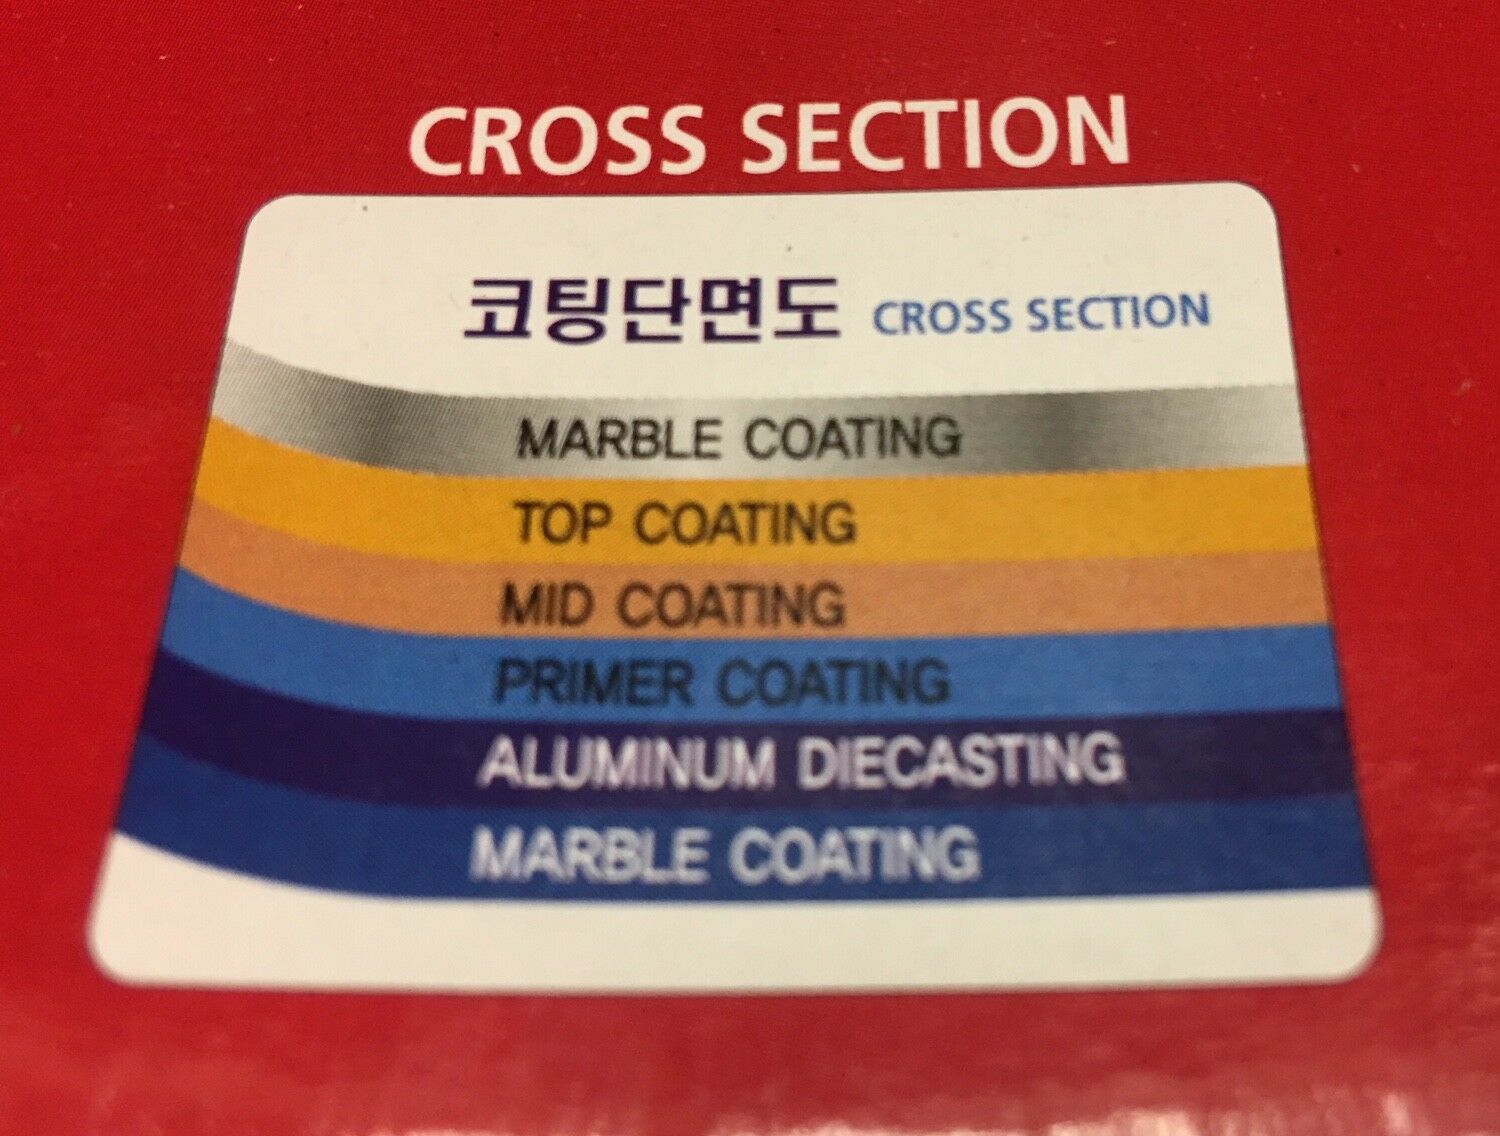 CROSS SECTION
코팅단면도 CROSS SECTION
MARBLE COATING
TOP COATING
MID COATING
PRIMER COATING
ALUMINUM DIECASTING
MARBLE COATING